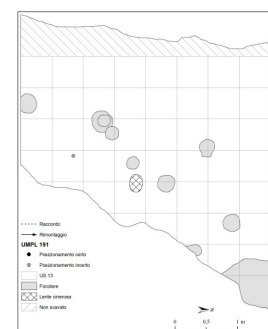 Raccordo
Rimontaggio
UMPL 191
Posizionamento certo
Posizionamento incerto
US 13
Focolare
Lente cinerosa
Non scavato
N
0 0,5 1 m